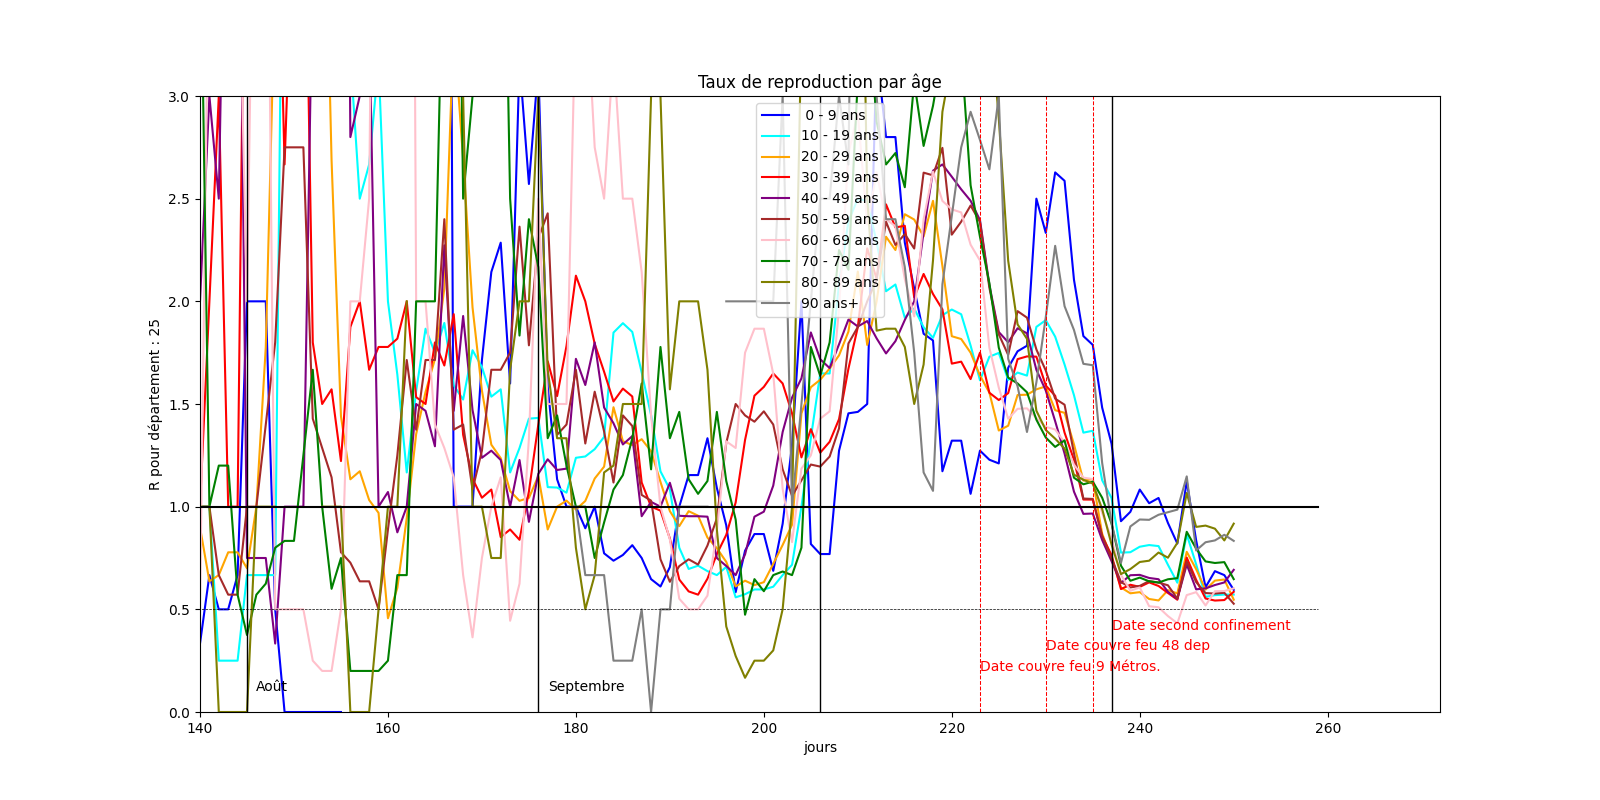 Taux de reproduction par âge
R pour département : 25
3.0
2.5
2.0
1.5
1.0
0.5
0.0
0 - 9 ans
10 - 19 ans
20 - 29 ans
30 - 39 ans
40 - 49 ans
50 - 59 ans
60 - 69 ans
70 - 79 ans
80 - 89 ans
90 ans+
Date second confinement
Date couvre feu 48 dep
Date couvre feu 9 Métros.
Août
Septembre
140
160
180
200
220
240
260
jours